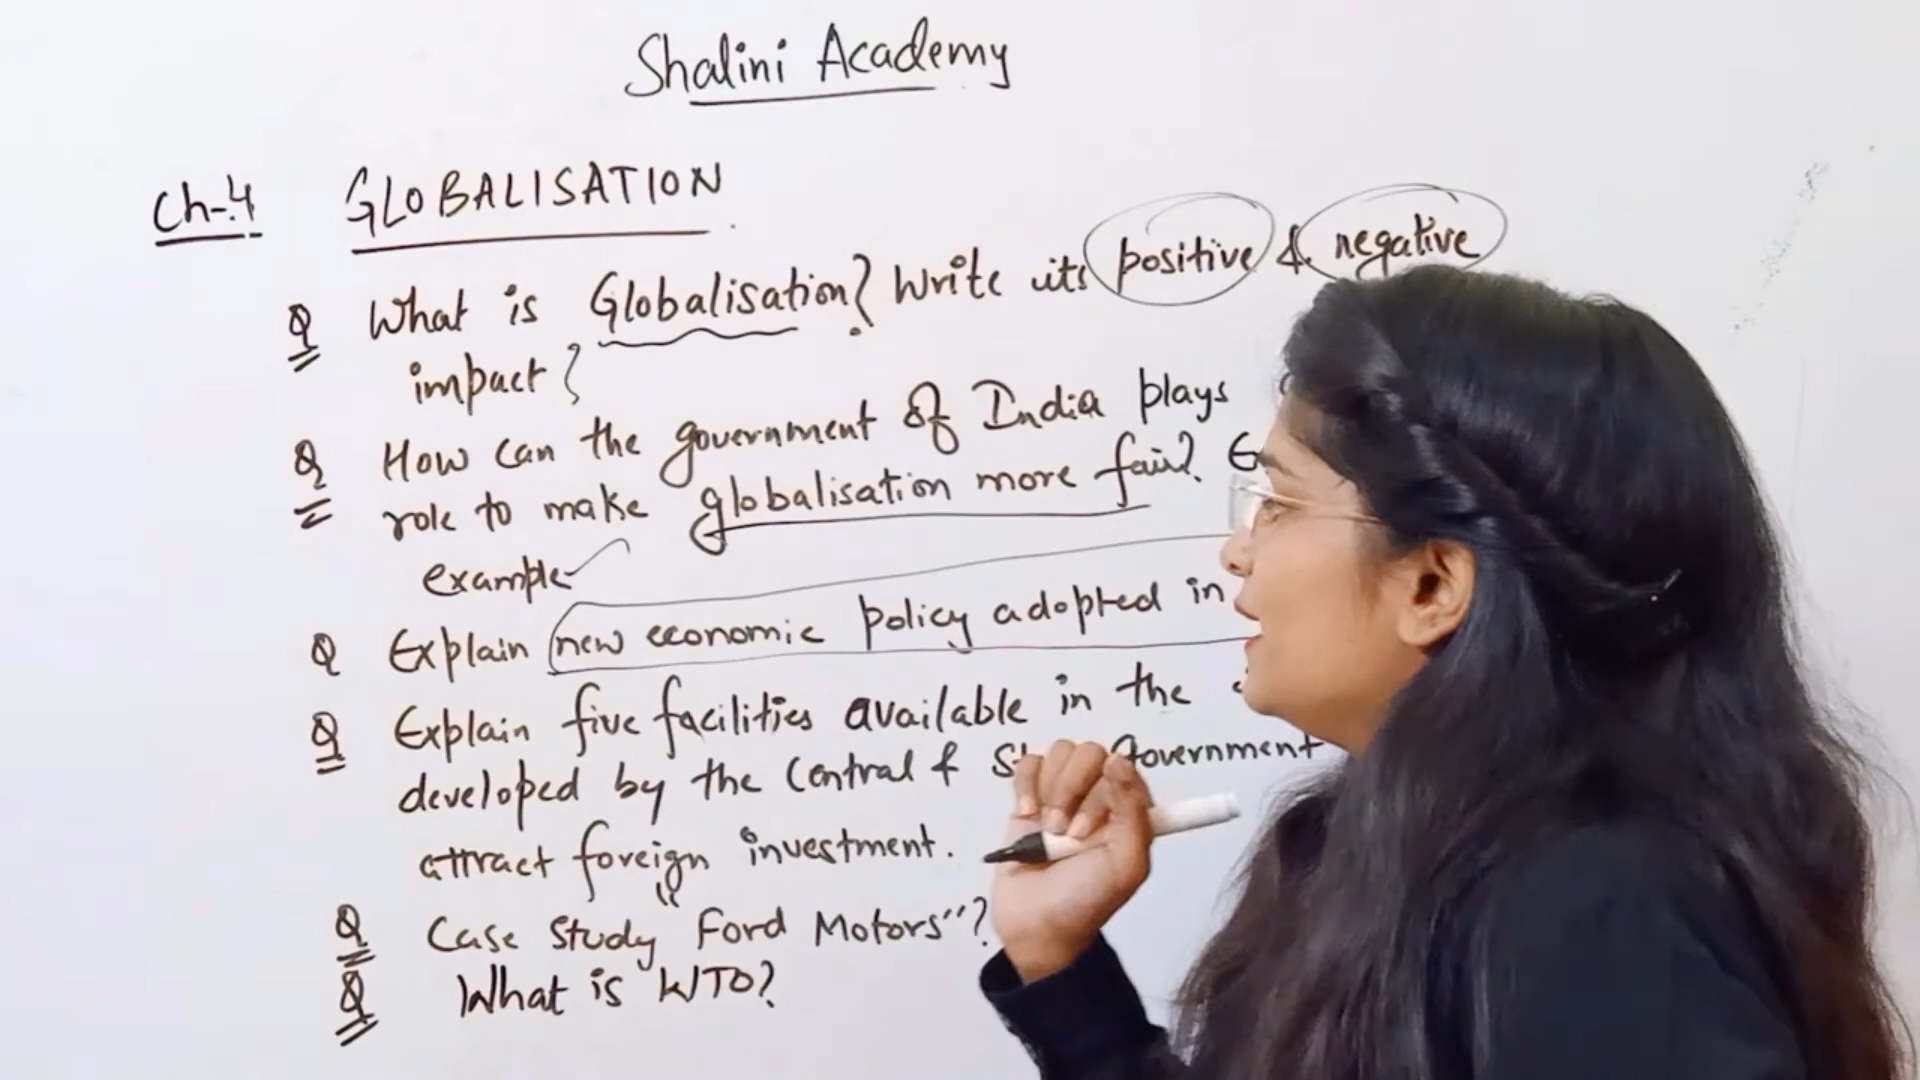 Shalini Academy
Ch-4 GLOBALISATION
Q What is Globalisation? Write its positive & negative
impact?
Q How can the government of India plays
role to make globalisation more fair?
example
Q Explain new economic policy adopted in
Q Explain five facilities available in the
developed by the Central & Government
attract foreign investment.
Q Case Study "Ford Motors"?
Q What is WTO?